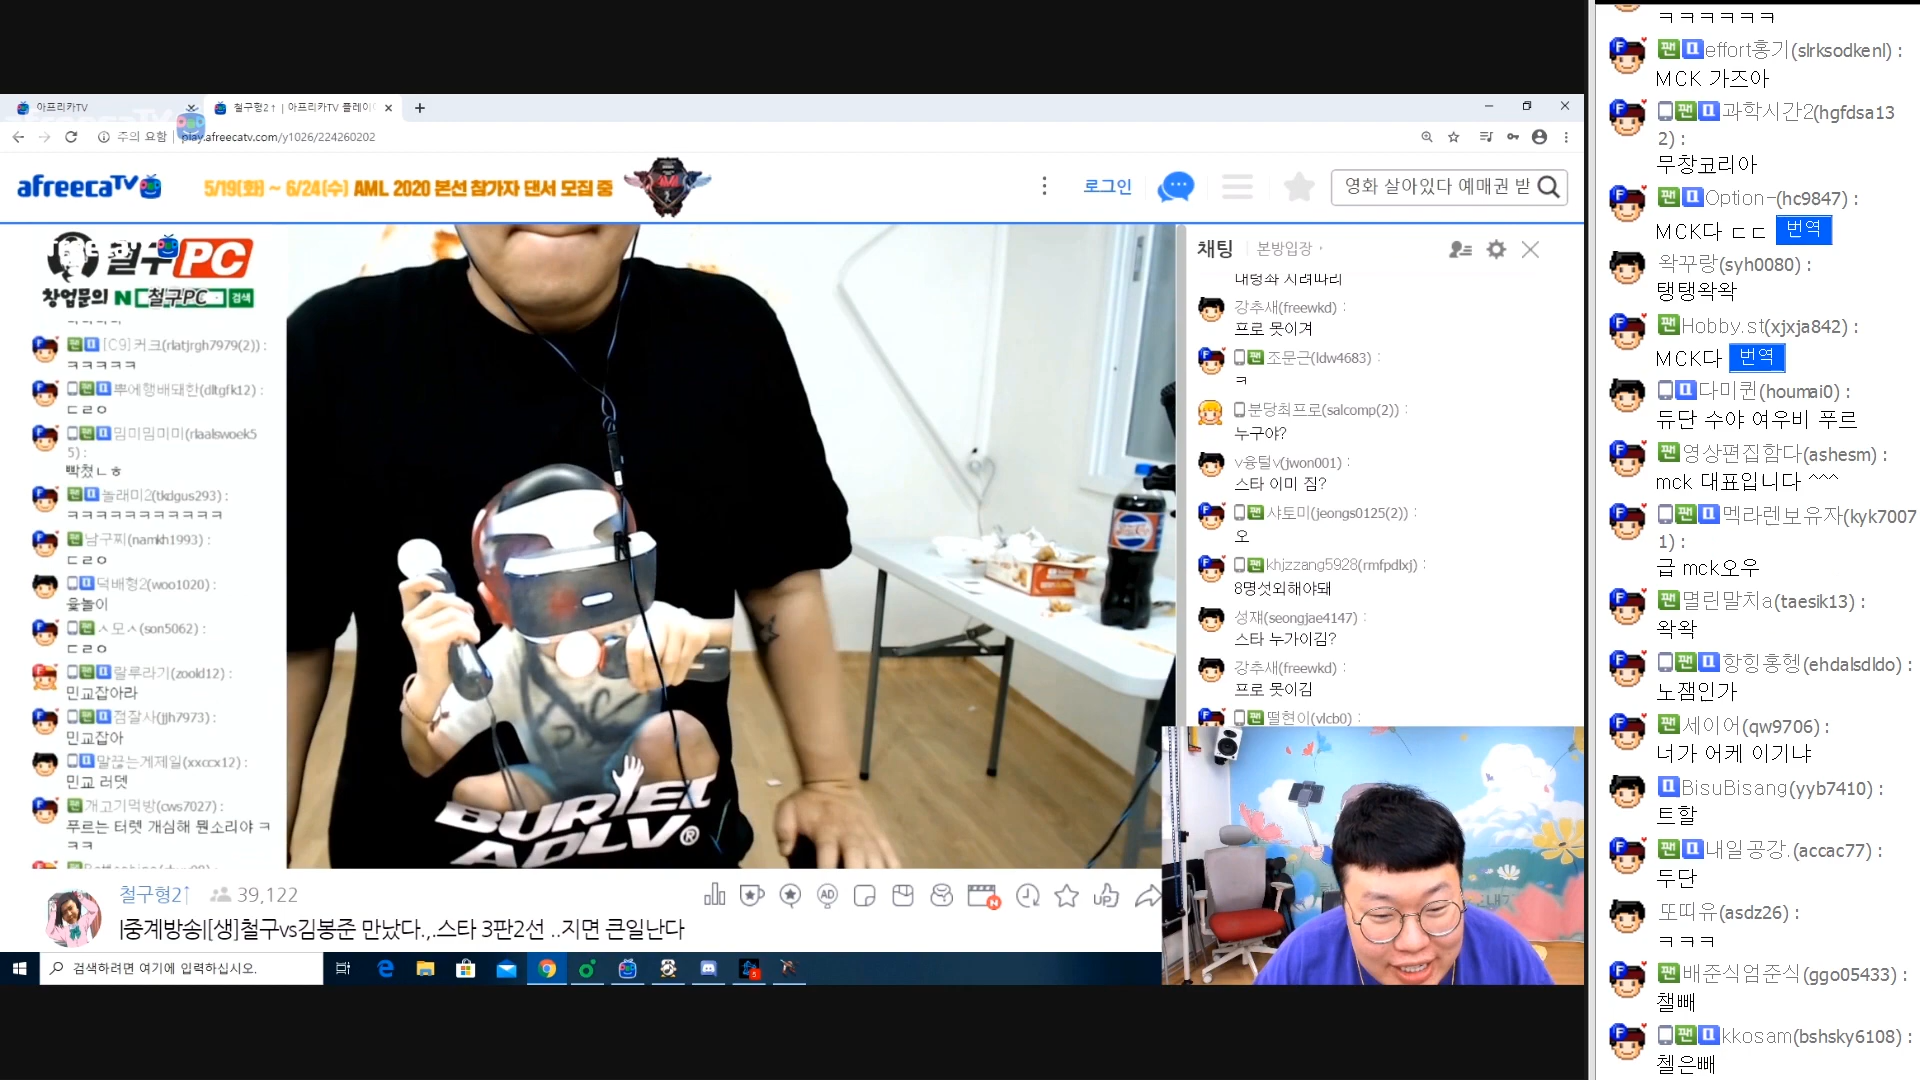 아프리카TV
철구형2↑ | 아프리카TV 플레이
주의 요함
play.afreecatv.com/y1026/224260202
afreecaTV
5/19(화) ~ 6/24(수) AML 2020 본선 참가자 댄서 모집 중
로그인
영화 살아있다 예매권 받
철구PC
창업문의 N 철구PC 검색
[C9]커크(rlatjrgh7979(2)) :
ㅋㅋㅋㅋㅋ
뿌에행배돼한(dltgfk12) :
ㄷㄹㅇ
밈미밈미미(rlaalswoek5
5) :
빡쳤ㄴㅎ
놀래미2(tkdgus293) :
ㅋㅋㅋㅋㅋㅋㅋㅋㅋㅋㅋ
남구찌(namkh1993) :
ㄷㄹㅇ
덕배형2(woo1020) :
윷놀이
ㅅ모ㅅ(son5062) :
ㄷㄹㅇ
랄루라기(zookl12) :
민교잡아라
점잘사(jjh7973) :
민교잡아
말끊는게제일(xxccx12) :
민교 러뎃
개고기먹방(cws7027) :
푸르는 터렛 개심해 뭔소리야 ㅋ
ㅋㅋ
PEPSI
BURIEL
ADLV®
채팅
본방입장
내덩좌 지려따리
강추새(freewkd) :
프로 못이겨
조문근(ldw4683) :
ㅋ
분당최프로(salcomp(2)) :
누구야?
v융털v(jwon001) :
스타 이미 짐?
샤토미(jeongs0125(2)) :
오
khjzzang5928(rmfpdlxj) :
8명섯외해야돼
성재(seongjae4147) :
스타 누가이김?
강추새(freewkd) :
프로 못이김
떨현이(vlcb0) :
철구형2↑
39,122
AD
UP
[중계방송][생]철구vs김봉준 만났다.,.스타 3판2선 ..지면 큰일난다
검색하려면 여기에 입력하십시오.
ㅋㅋㅋㅋㅋㅋ
effort홍기(slrksodkenl) :
MCK 가즈아
과학시간2(hgfdsa13
2) :
무창코리아
Option-(hc9847) :
MCK다 ㄷㄷ 번역
왁꾸랑(syh0080) :
탱탱왁왁
Hobby.st(xjxja842) :
MCK다 번역
다미퀸(houmai0) :
듀단 수야 여우비 푸르
영상편집함다(ashesm) :
mck 대표입니다 ^^^
멕라렌보유자(kyk7007
1) :
급 mck오우
멸린말치a(taesik13) :
왁왁
항힝홍헹(ehdalsdldo) :
노잼인가
세이어(qw9706) :
너가 어케 이기냐
BisuBisang(yyb7410) :
트할
내일공강.(accac77) :
두단
또띠유(asdz26) :
ㅋㅋㅋ
배준식엄준식(ggo05433) :
챌빼
kkosam(bshsky6108) :
첼은빼